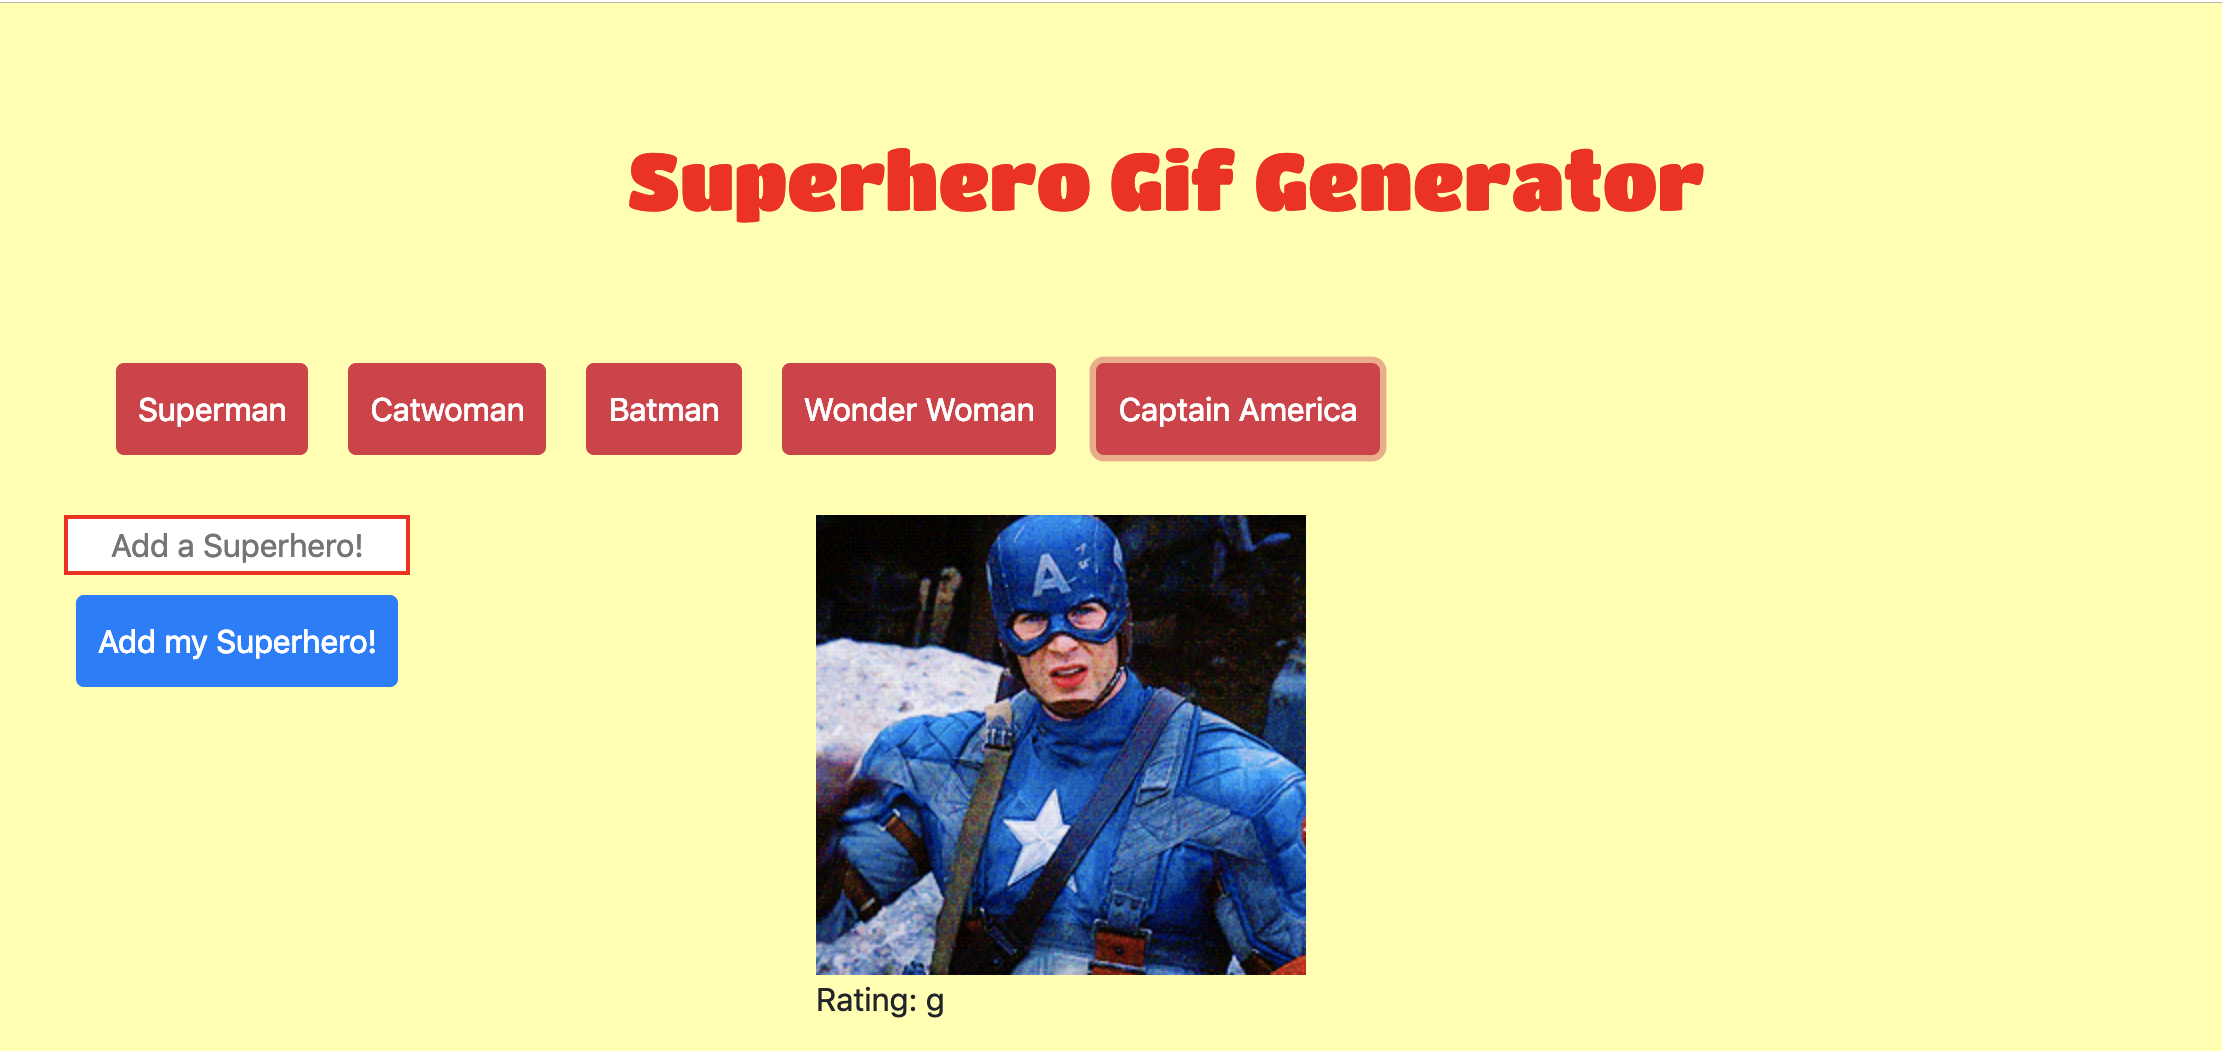 Superhero Gif Generator
Superman Catwoman Batman Wonder Woman Captain America
Add a Superhero!
Add my Superhero!
A
Rating: g